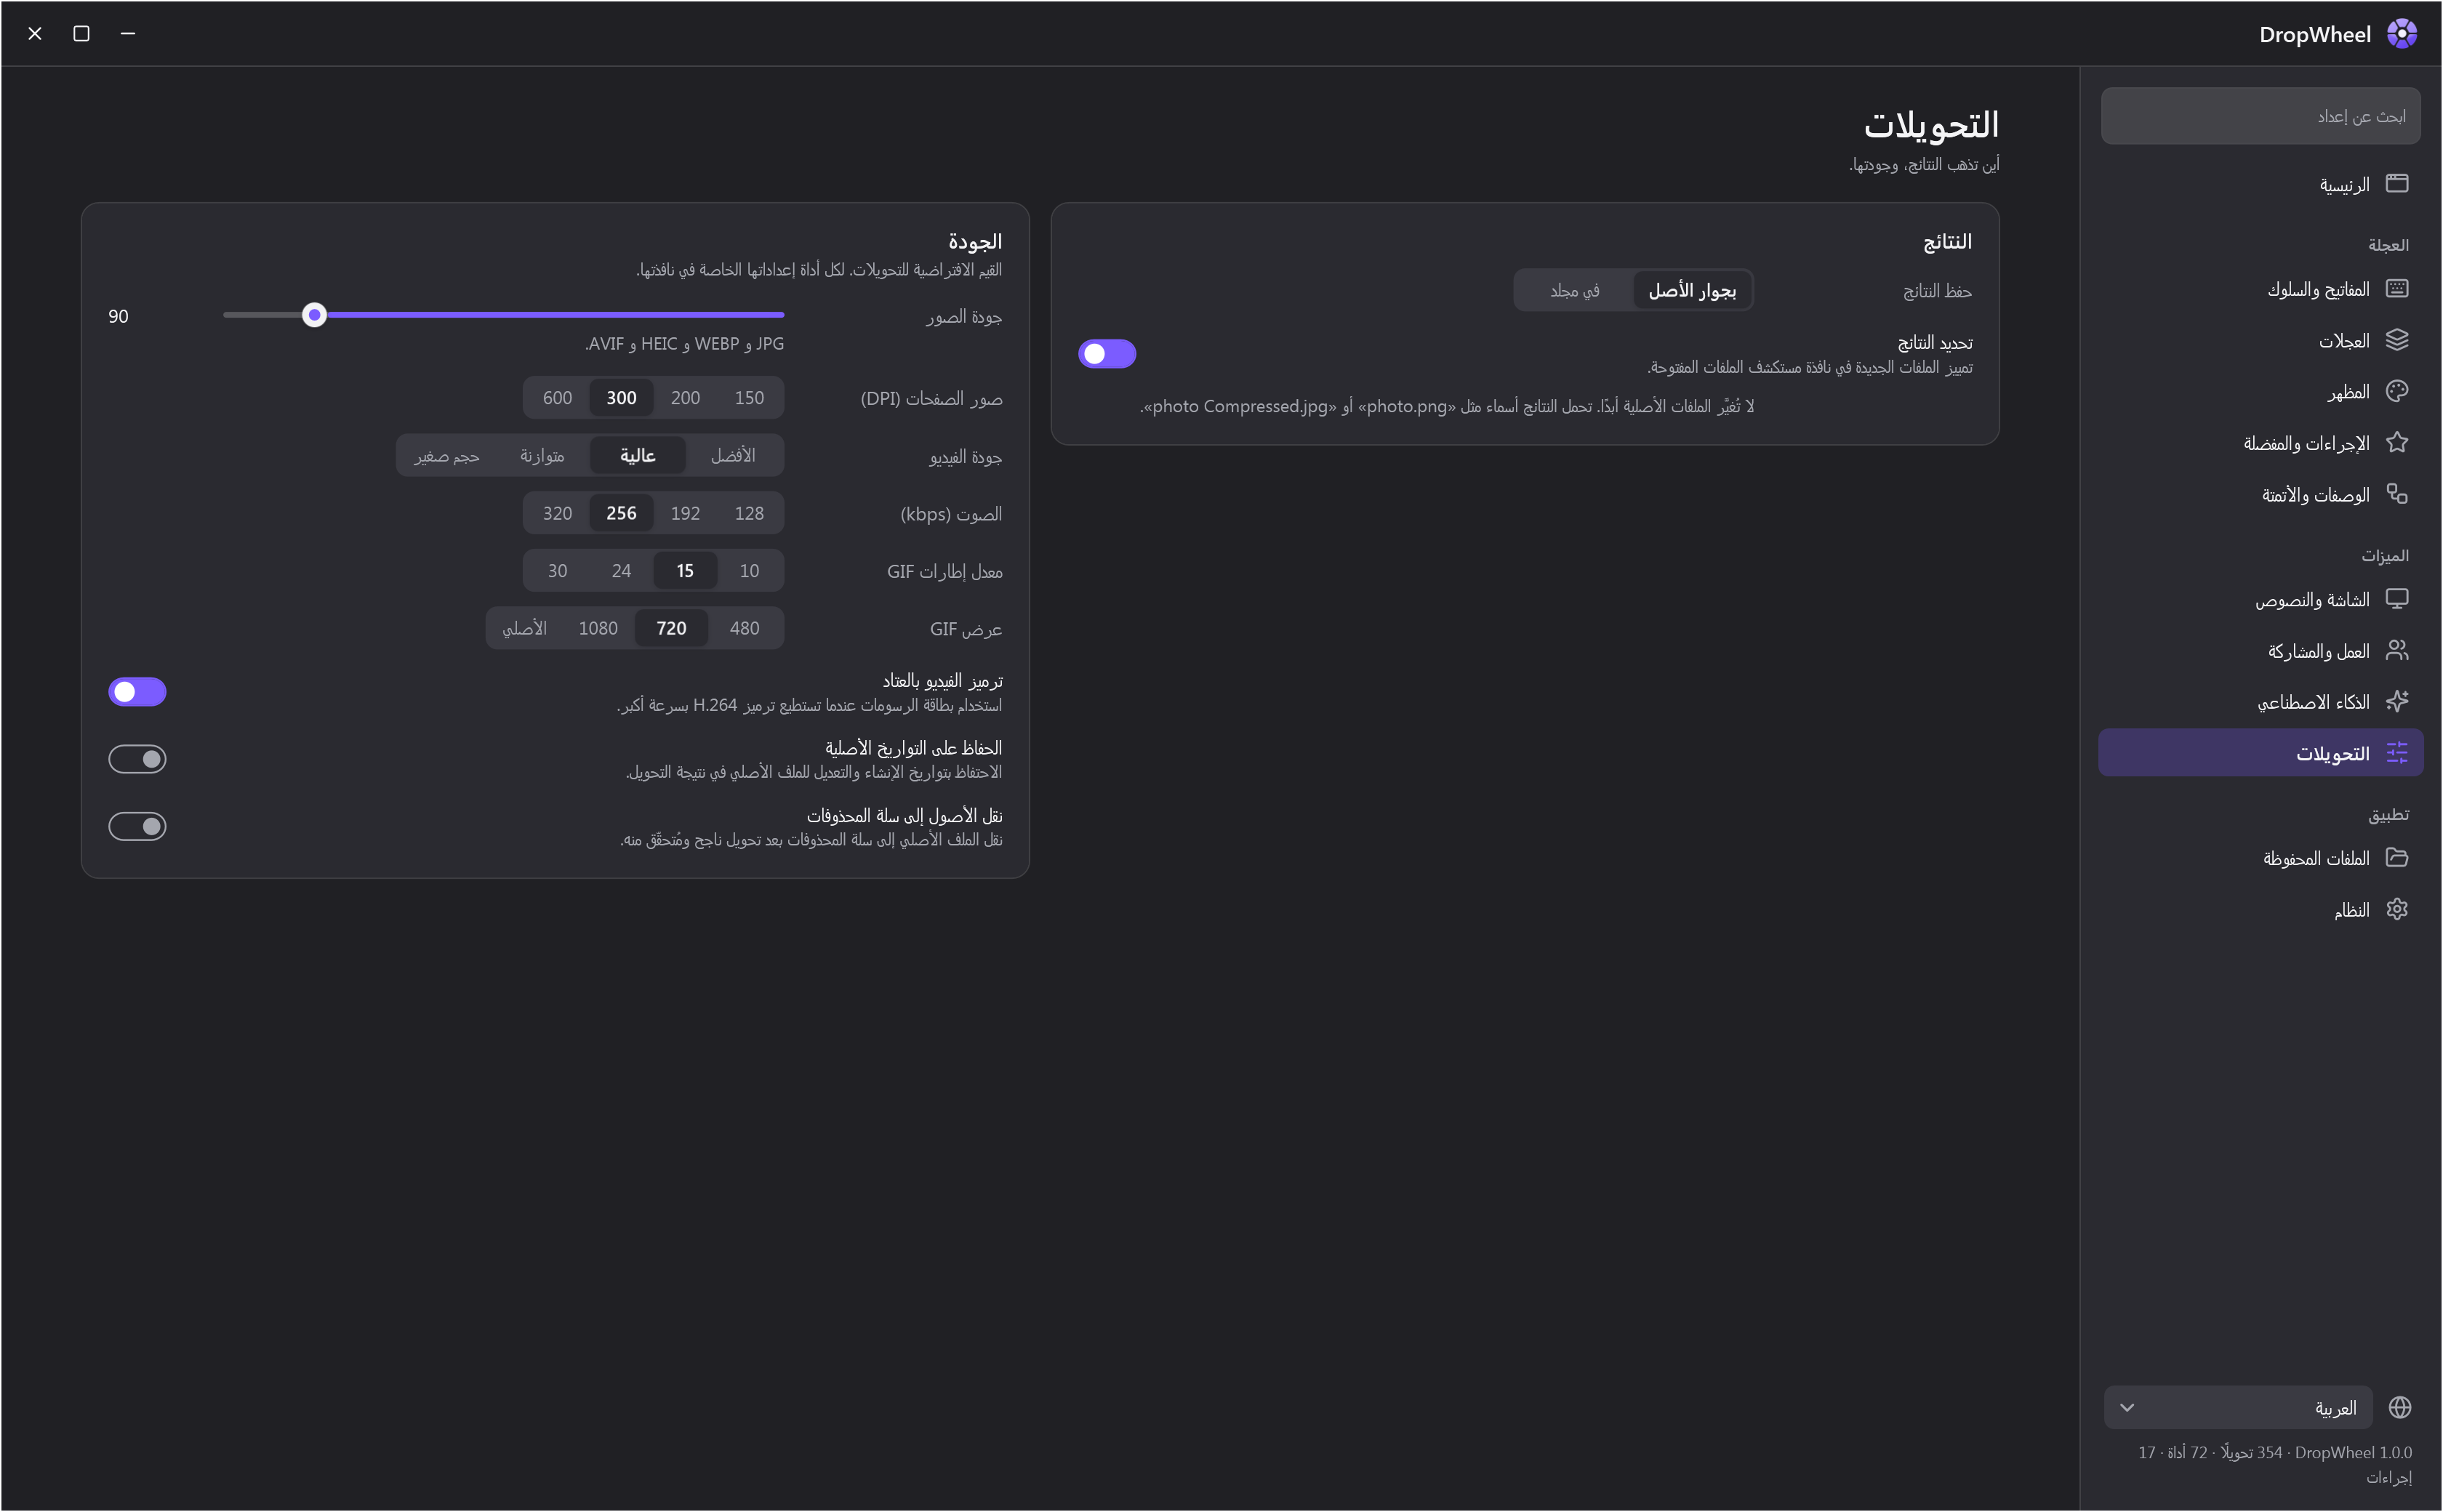 DropWheel
ابحث عن إعداد
الرئيسية
العجلة
المفاتيح والسلوك
العجلات
المظهر
الإجراءات والمفضلة
الوصفات والأتمتة
الميزات
الشاشة والنصوص
العمل والمشاركة
الذكاء الاصطناعي
التحويلات
تطبيق
الملفات المحفوظة
النظام
العربية
DropWheel 1.0.0 · 354 تحويلًا · 72 أداة · 17
إجراءات
التحويلات
أين تذهب النتائج، وجودتها.
النتائج
حفظ النتائج
بجوار الأصل
في مجلد
تحديد النتائج
تمييز الملفات الجديدة في نافذة مستكشف الملفات المفتوحة.
لا تُغيَّر الملفات الأصلية أبدًا. تحمل النتائج أسماء مثل «photo.png» أو «photo Compressed.jpg».
الجودة
القيم الافتراضية للتحويلات. لكل أداة إعداداتها الخاصة في نافذتها.
جودة الصور
90
JPG و WEBP و HEIC و AVIF.
صور الصفحات (DPI)
150 200 300 600
جودة الفيديو
الأفضل عالية متوازنة حجم صغير
الصوت (kbps)
128 192 256 320
معدل إطارات GIF
10 15 24 30
عرض GIF
480 720 1080 الأصلي
ترميز الفيديو بالعتاد
استخدام بطاقة الرسومات عندما تستطيع ترميز H.264 بسرعة أكبر.
الحفاظ على التواريخ الأصلية
الاحتفاظ بتواريخ الإنشاء والتعديل للملف الأصلي في نتيجة التحويل.
نقل الأصول إلى سلة المحذوفات
نقل الملف الأصلي إلى سلة المحذوفات بعد تحويل ناجح ومُتحقَّق منه.